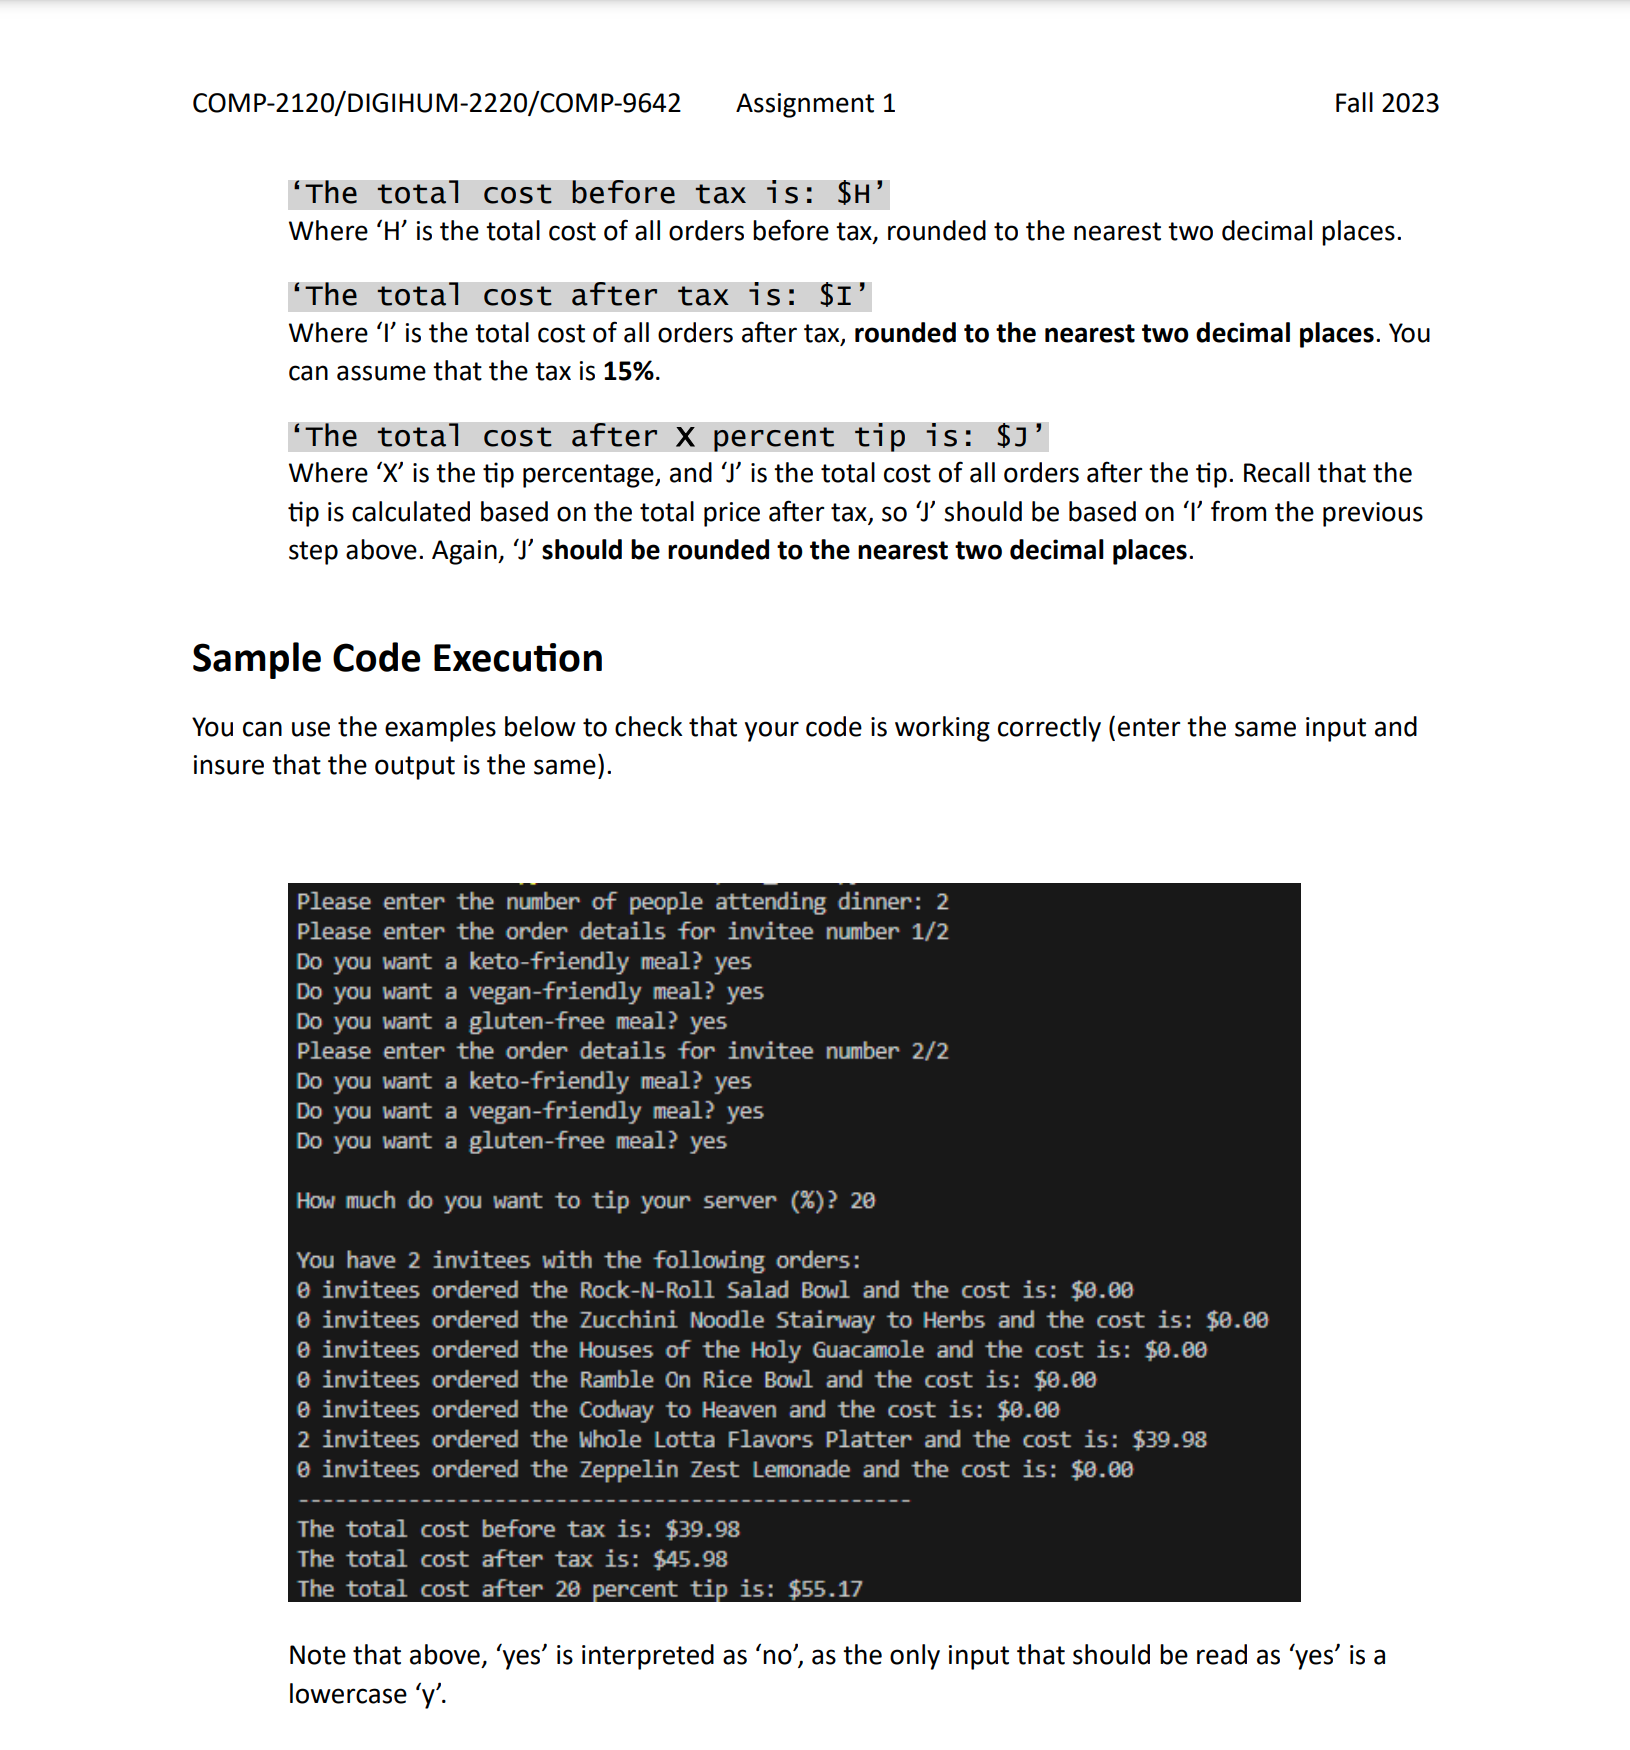 COMP-2120/DIGIHUM-2220/COMP-9642 Assignment 1 Fall 2023
‘The total cost before tax is: $H’
Where ‘H’ is the total cost of all orders before tax, rounded to the nearest two decimal places.
‘The total cost after tax is: $I’
Where ‘I’ is the total cost of all orders after tax, rounded to the nearest two decimal places. You
can assume that the tax is 15%.
‘The total cost after X percent tip is: $J’
Where ‘X’ is the tip percentage, and ‘J’ is the total cost of all orders after the tip. Recall that the
tip is calculated based on the total price after tax, so ‘J’ should be based on ‘I’ from the previous
step above. Again, ‘J’ should be rounded to the nearest two decimal places.
Sample Code Execution
You can use the examples below to check that your code is working correctly (enter the same input and
insure that the output is the same).
Please enter the number of people attending dinner: 2
Please enter the order details for invitee number 1/2
Do you want a keto-friendly meal? yes
Do you want a vegan-friendly meal? yes
Do you want a gluten-free meal? yes
Please enter the order details for invitee number 2/2
Do you want a keto-friendly meal? yes
Do you want a vegan-friendly meal? yes
Do you want a gluten-free meal? yes
How much do you want to tip your server (%)? 20
You have 2 invitees with the following orders:
0 invitees ordered the Rock-N-Roll Salad Bowl and the cost is: $0.00
0 invitees ordered the Zucchini Noodle Stairway to Herbs and the cost is: $0.00
0 invitees ordered the Houses of the Holy Guacamole and the cost is: $0.00
0 invitees ordered the Ramble On Rice Bowl and the cost is: $0.00
0 invitees ordered the Codway to Heaven and the cost is: $0.00
2 invitees ordered the Whole Lotta Flavors Platter and the cost is: $39.98
0 invitees ordered the Zeppelin Zest Lemonade and the cost is: $0.00
--------------------------------------------------
The total cost before tax is: $39.98
The total cost after tax is: $45.98
The total cost after 20 percent tip is: $55.17
Note that above, ‘yes’ is interpreted as ‘no’, as the only input that should be read as ‘yes’ is a
lowercase ‘y’.